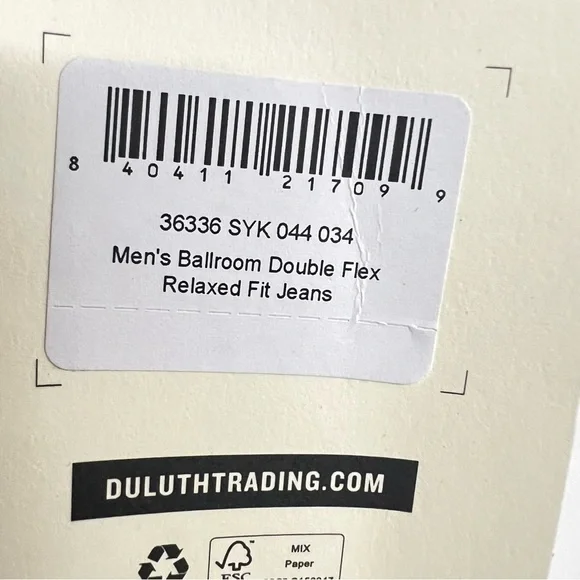 8 40411 21709 9
36336 SYK 044 034
Men's Ballroom Double Flex
Relaxed Fit Jeans
DULUTHTRADING.COM
MIX
Paper
FSC